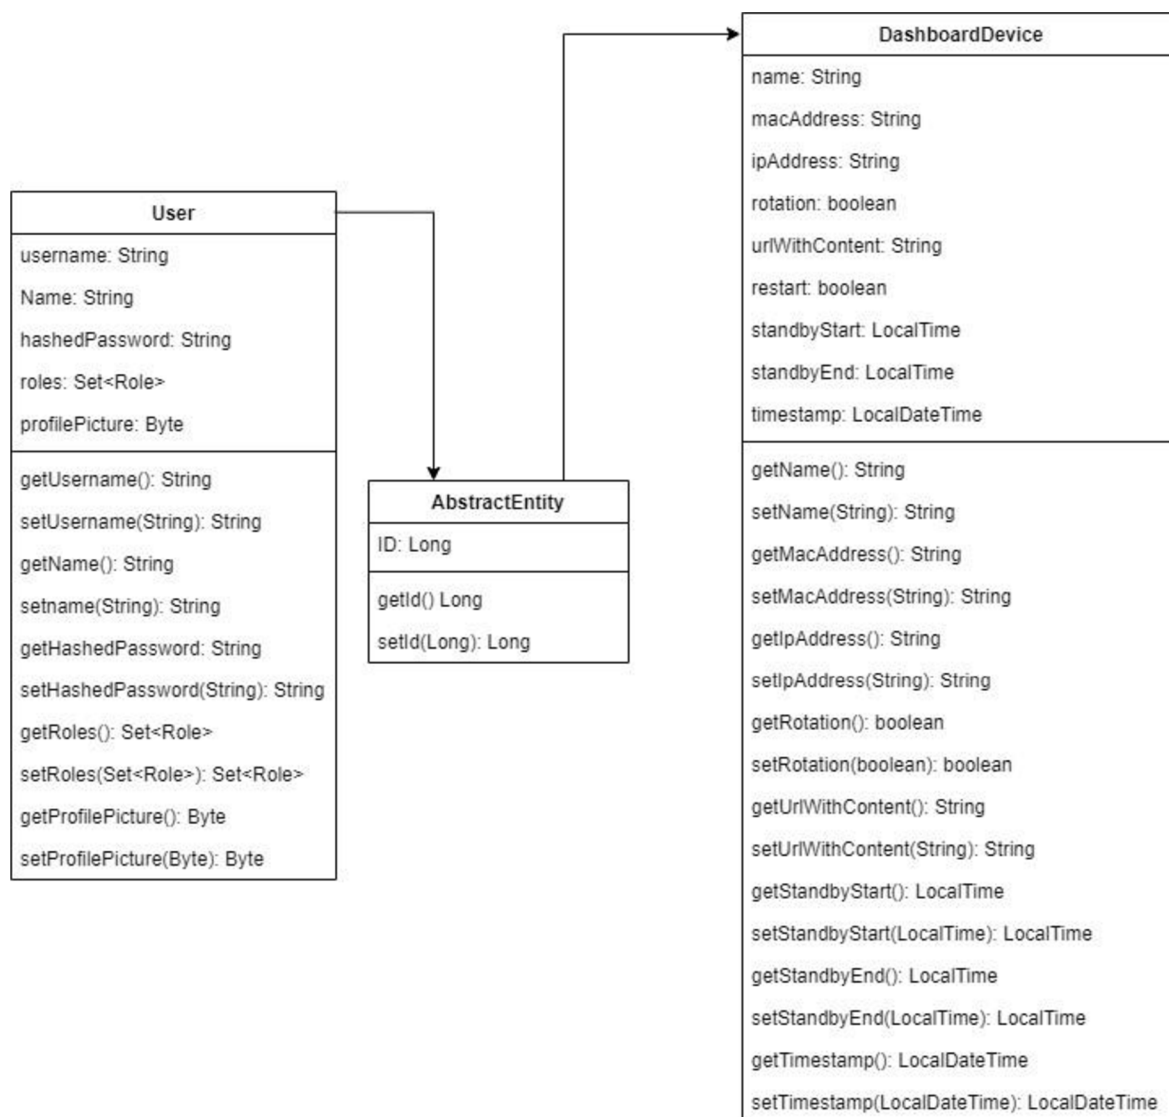 User
username: String
Name: String
hashedPassword: String
roles: Set<Role>
profilePicture: Byte
getUsername(): String
setUsername(String): String
getName(): String
setname(String): String
getHashedPassword: String
setHashedPassword(String): String
getRoles(): Set<Role>
setRoles(Set<Role>): Set<Role>
getProfilePicture(): Byte
setProfilePicture(Byte): Byte
AbstractEntity
ID: Long
getId() Long
setId(Long): Long
DashboardDevice
name: String
macAddress: String
ipAddress: String
rotation: boolean
urlWithContent: String
restart: boolean
standbyStart: LocalTime
standbyEnd: LocalTime
timestamp: LocalDateTime
getName(): String
setName(String): String
getMacAddress(): String
setMacAddress(String): String
getIpAddress(): String
setIpAddress(String): String
getRotation(): boolean
setRotation(boolean): boolean
getUrlWithContent(): String
setUrlWithContent(String): String
getStandbyStart(): LocalTime
setStandbyStart(LocalTime): LocalTime
getStandbyEnd(): LocalTime
setStandbyEnd(LocalTime): LocalTime
getTimestamp(): LocalDateTime
setTimestamp(LocalDateTime): LocalDateTime